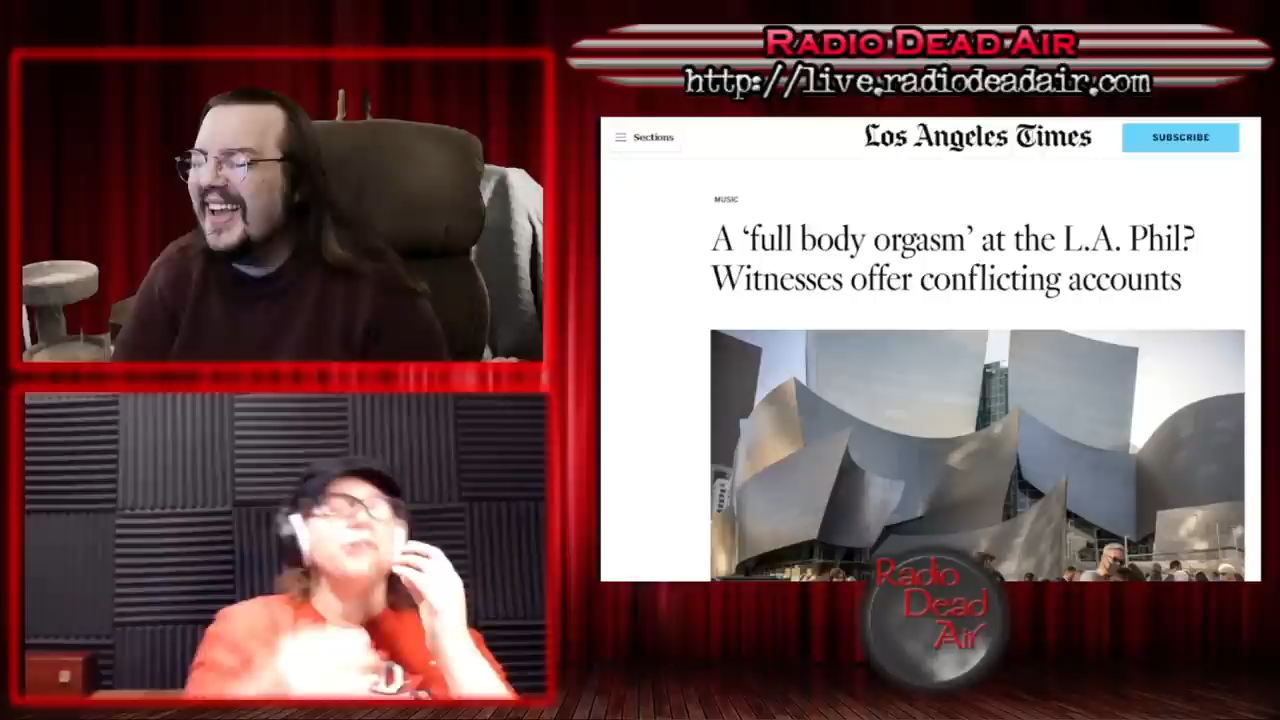 Radio Dead Air
http://live.radiodeadair.com
Sections
Los Angeles Times
SUBSCRIBE
MUSIC
A ‘full body orgasm’ at the L.A. Phil?
Witnesses offer conflicting accounts
Radio
Dead
Air